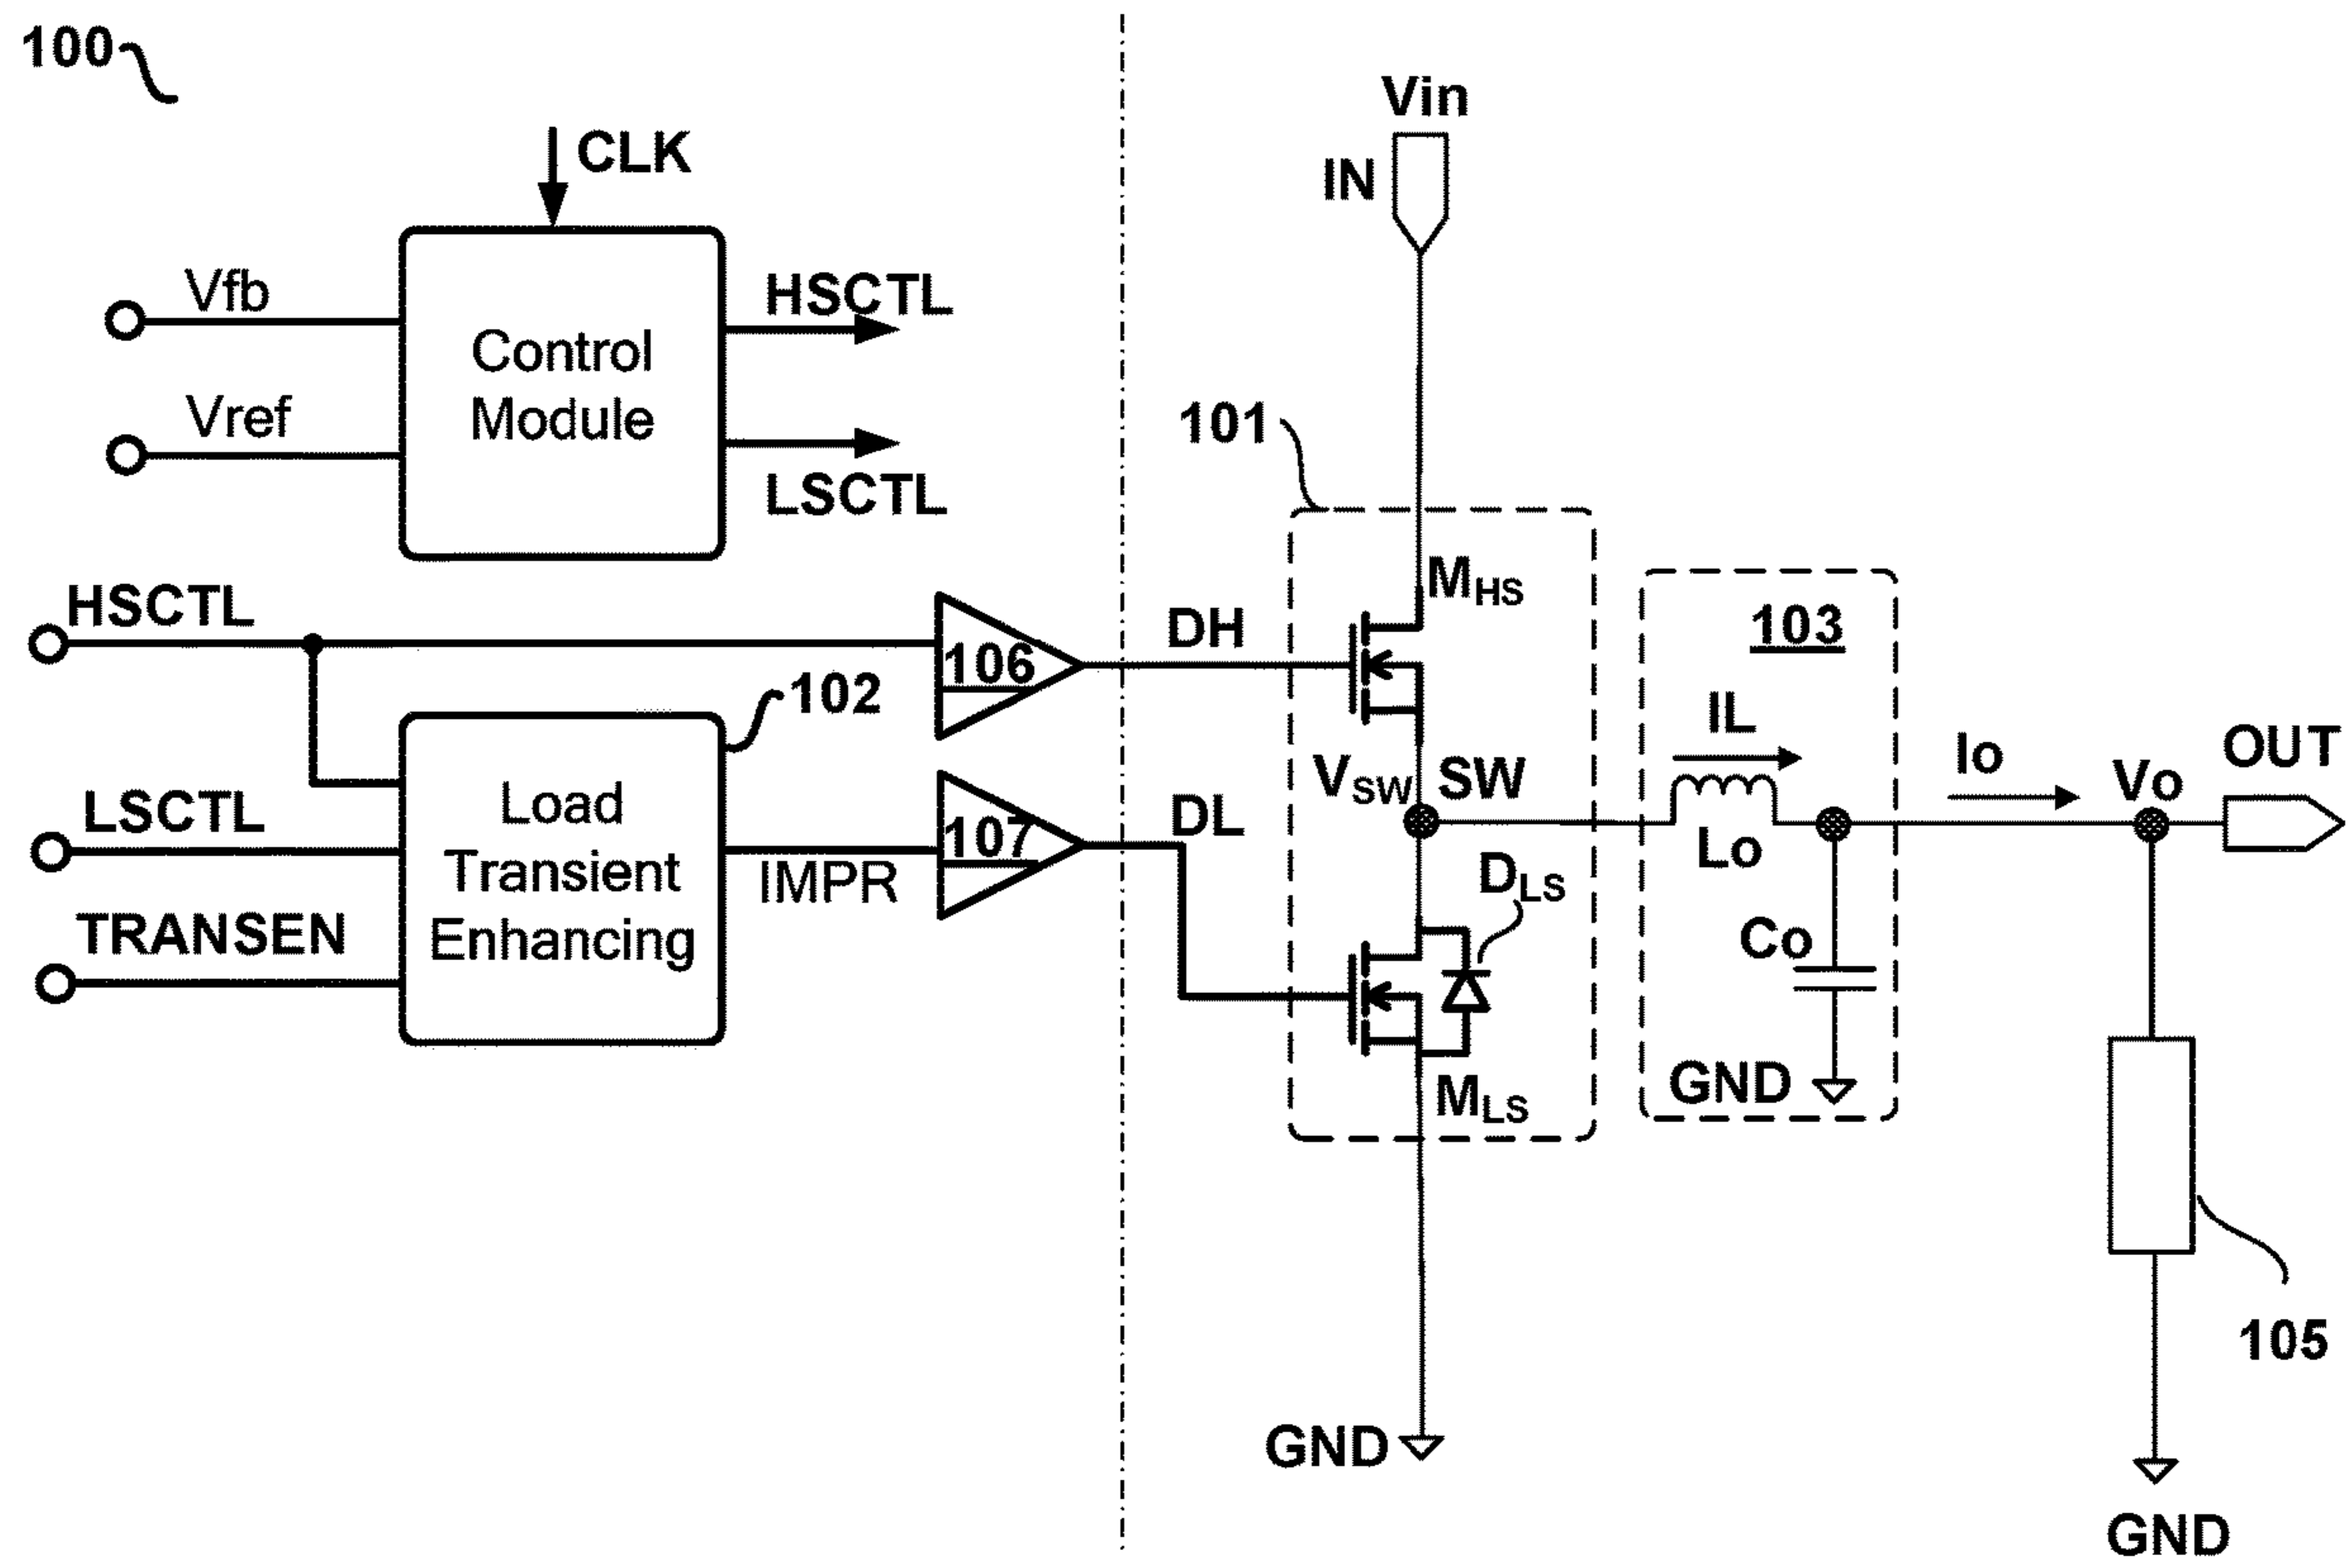 100
CLK
Vin
IN
Vfb
Vref
Control
Module
HSCTL
LSCTL
101
HSCTL
106
DH
MHS
103
102
LSCTL
TRANSEN
Load
Transient
Enhancing
IMPR
107
DL
VSW
SW
IL
Lo
Io
Vo
OUT
DLS
Co
GND
MLS
105
GND
GND